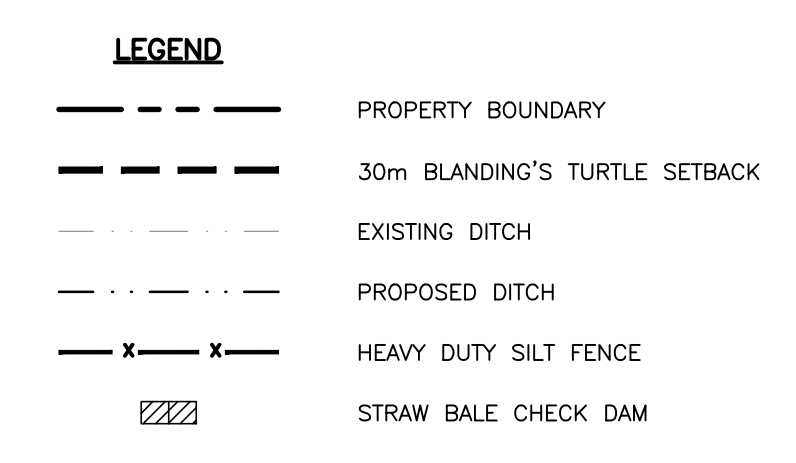 LEGEND
PROPERTY BOUNDARY
30m BLANDING'S TURTLE SETBACK
EXISTING DITCH
PROPOSED DITCH
x x HEAVY DUTY SILT FENCE
STRAW BALE CHECK DAM